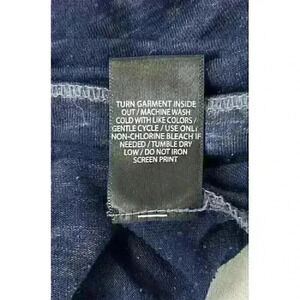 TURN GARMENT INSIDE
OUT / MACHINE WASH
COLD WITH LIKE COLORS /
GENTLE CYCLE / USE ONLY
NON-CHLORINE BLEACH IF
NEEDED / TUMBLE DRY
LOW / DO NOT IRON
SCREEN PRINT